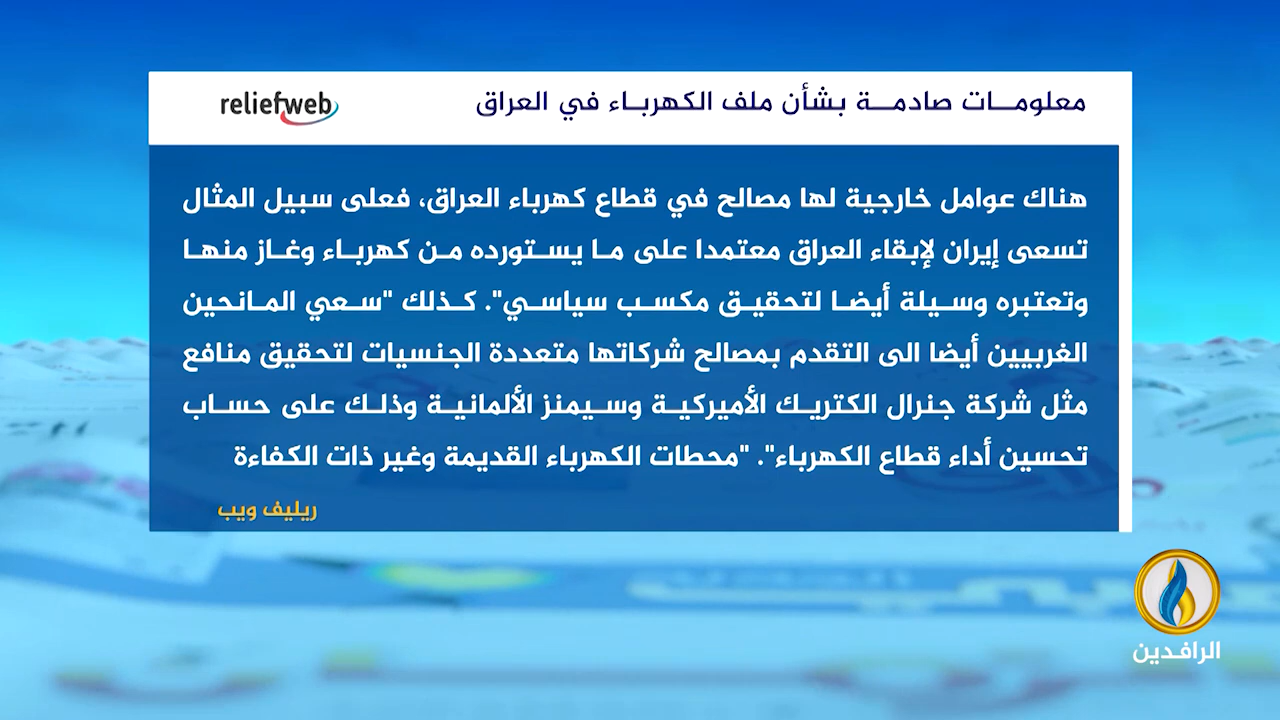 معلومات صادمة بشأن ملف الكهرباء في العراق
reliefweb
هناك عوامل خارجية لها مصالح في قطاع كهرباء العراق، فعلى سبيل المثال
تسعى إيران لإبقاء العراق معتمدا على ما يستورده من كهرباء وغاز منها
وتعتبره وسيلة أيضا لتحقيق مكسب سياسي". كذلك "سعي المانحين
الغربيين أيضا الى التقدم بمصالح شركاتها متعددة الجنسيات لتحقيق منافع
مثل شركة جنرال الكتريك الأميركية وسيمنز الألمانية وذلك على حساب
تحسين أداء قطاع الكهرباء". "محطات الكهرباء القديمة وغير ذات الكفاءة
ريليف ويب
الرافدين